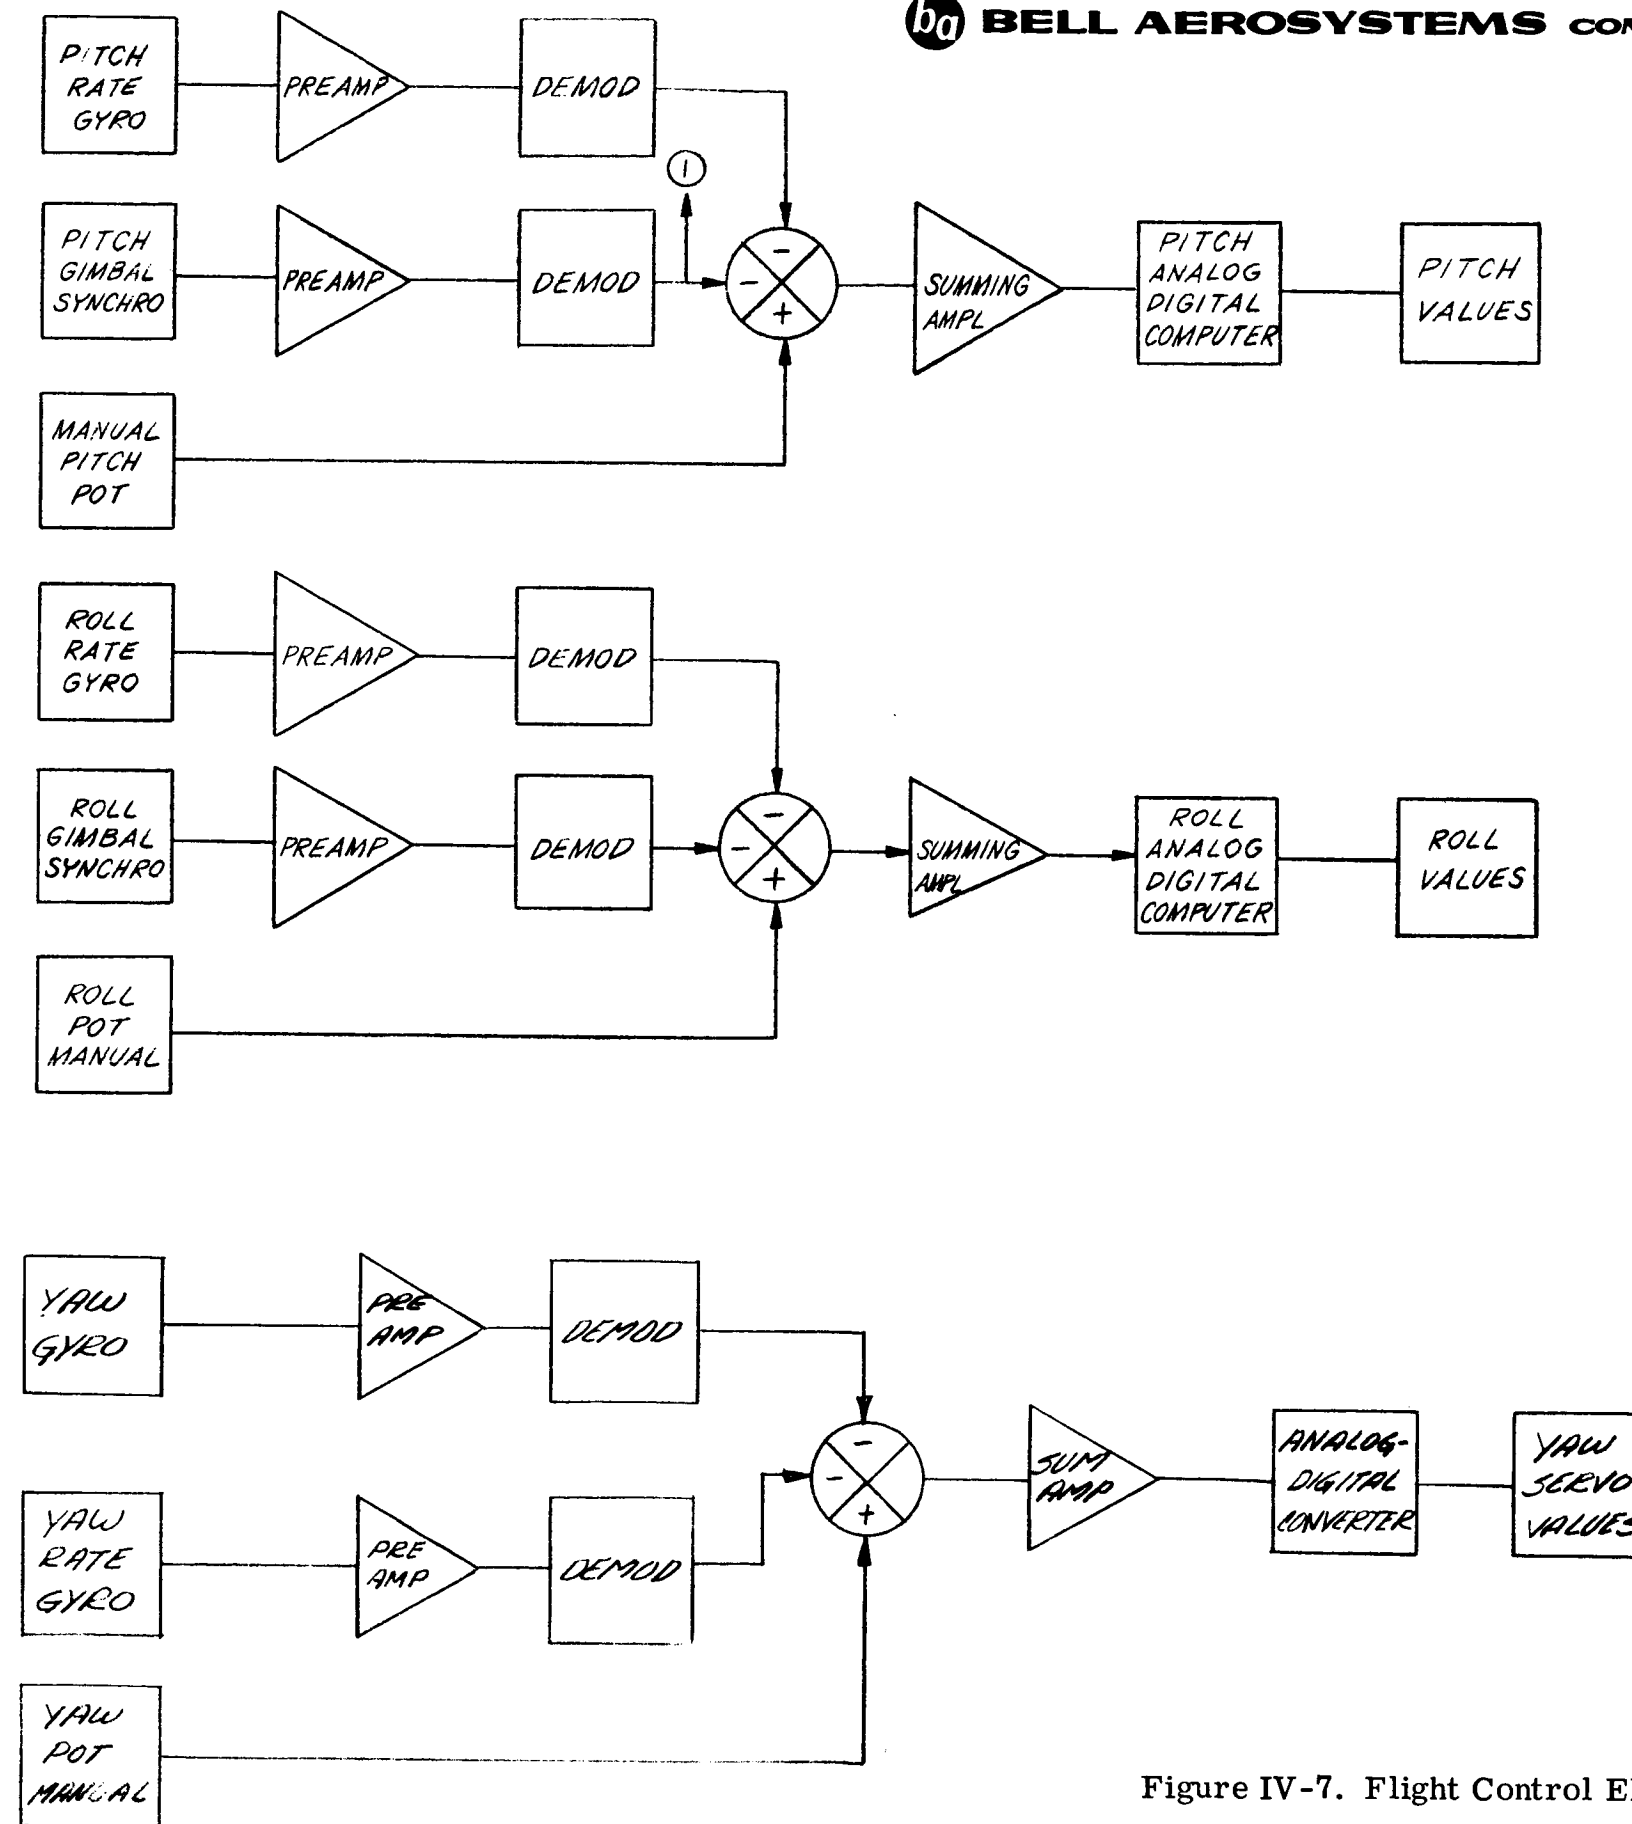 ba BELL AEROSYSTEMS
PITCH
RATE
GYRO
PREAMP
DEMOD
1
PITCH
GIMBAL
SYNCHRO
PREAMP
DEMOD
-
-
+
SUMMING
AMPL
PITCH
ANALOG
DIGITAL
COMPUTER
PITCH
VALUES
MANUAL
PITCH
POT
ROLL
RATE
GYRO
PREAMP
DEMOD
ROLL
GIMBAL
SYNCHRO
PREAMP
DEMOD
-
-
+
SUMMING
AMPL
ROLL
ANALOG
DIGITAL
COMPUTER
ROLL
VALUES
ROLL
POT
MANUAL
YAW
GYRO
PRE
AMP
DEMOD
YAW
RATE
GYRO
PRE
AMP
DEMOD
-
-
+
SUM
AMP
ANALOG-
DIGITAL
CONVERTER
YAW
SERVO
VALUES
YAW
POT
MANUAL
Figure IV-7. Flight Control